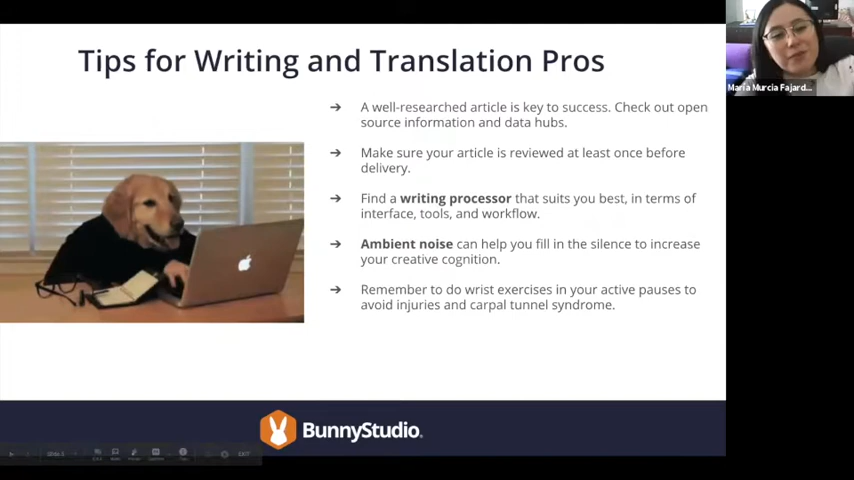 Tips for Writing and Translation Pros
María Murcia Fajard...
➔ A well-researched article is key to success. Check out open
source information and data hubs.
➔ Make sure your article is reviewed at least once before
delivery.
➔ Find a writing processor that suits you best, in terms of
interface, tools, and workflow.
➔ Ambient noise can help you fill in the silence to increase
your creative cognition.
➔ Remember to do wrist exercises in your active pauses to
avoid injuries and carpal tunnel syndrome.
BunnyStudio.
EXIT